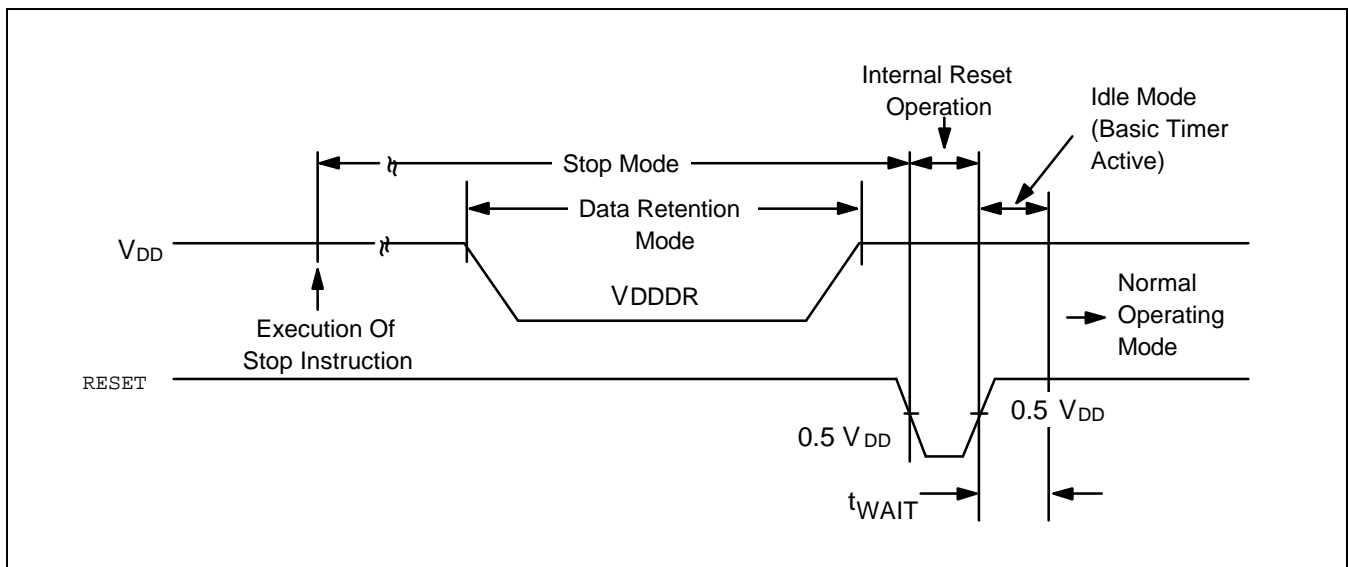 Internal Reset
Operation
Idle Mode
(Basic Timer
Active)
Stop Mode
Data Retention
Mode
VDD
VDDDR
Execution Of
Stop Instruction
Normal
Operating
Mode
RESET
0.5 VDD
0.5 VDD
tWAIT